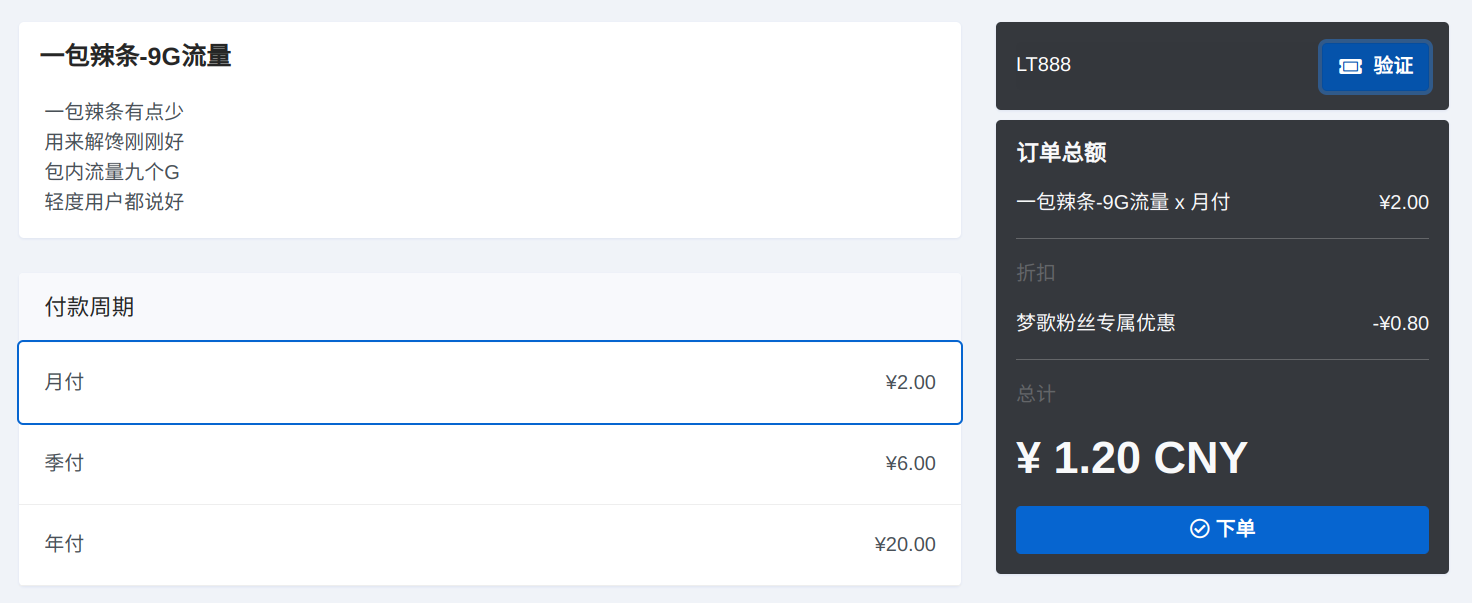 一包辣条-9G流量
一包辣条有点少
用来解馋刚刚好
包内流量九个G
轻度用户都说好
付款周期
月付 ¥2.00
季付 ¥6.00
年付 ¥20.00
LT888 验证
订单总额
一包辣条-9G流量 x 月付 ¥2.00
折扣
梦歌粉丝专属优惠 -¥0.80
总计
¥ 1.20 CNY
下单